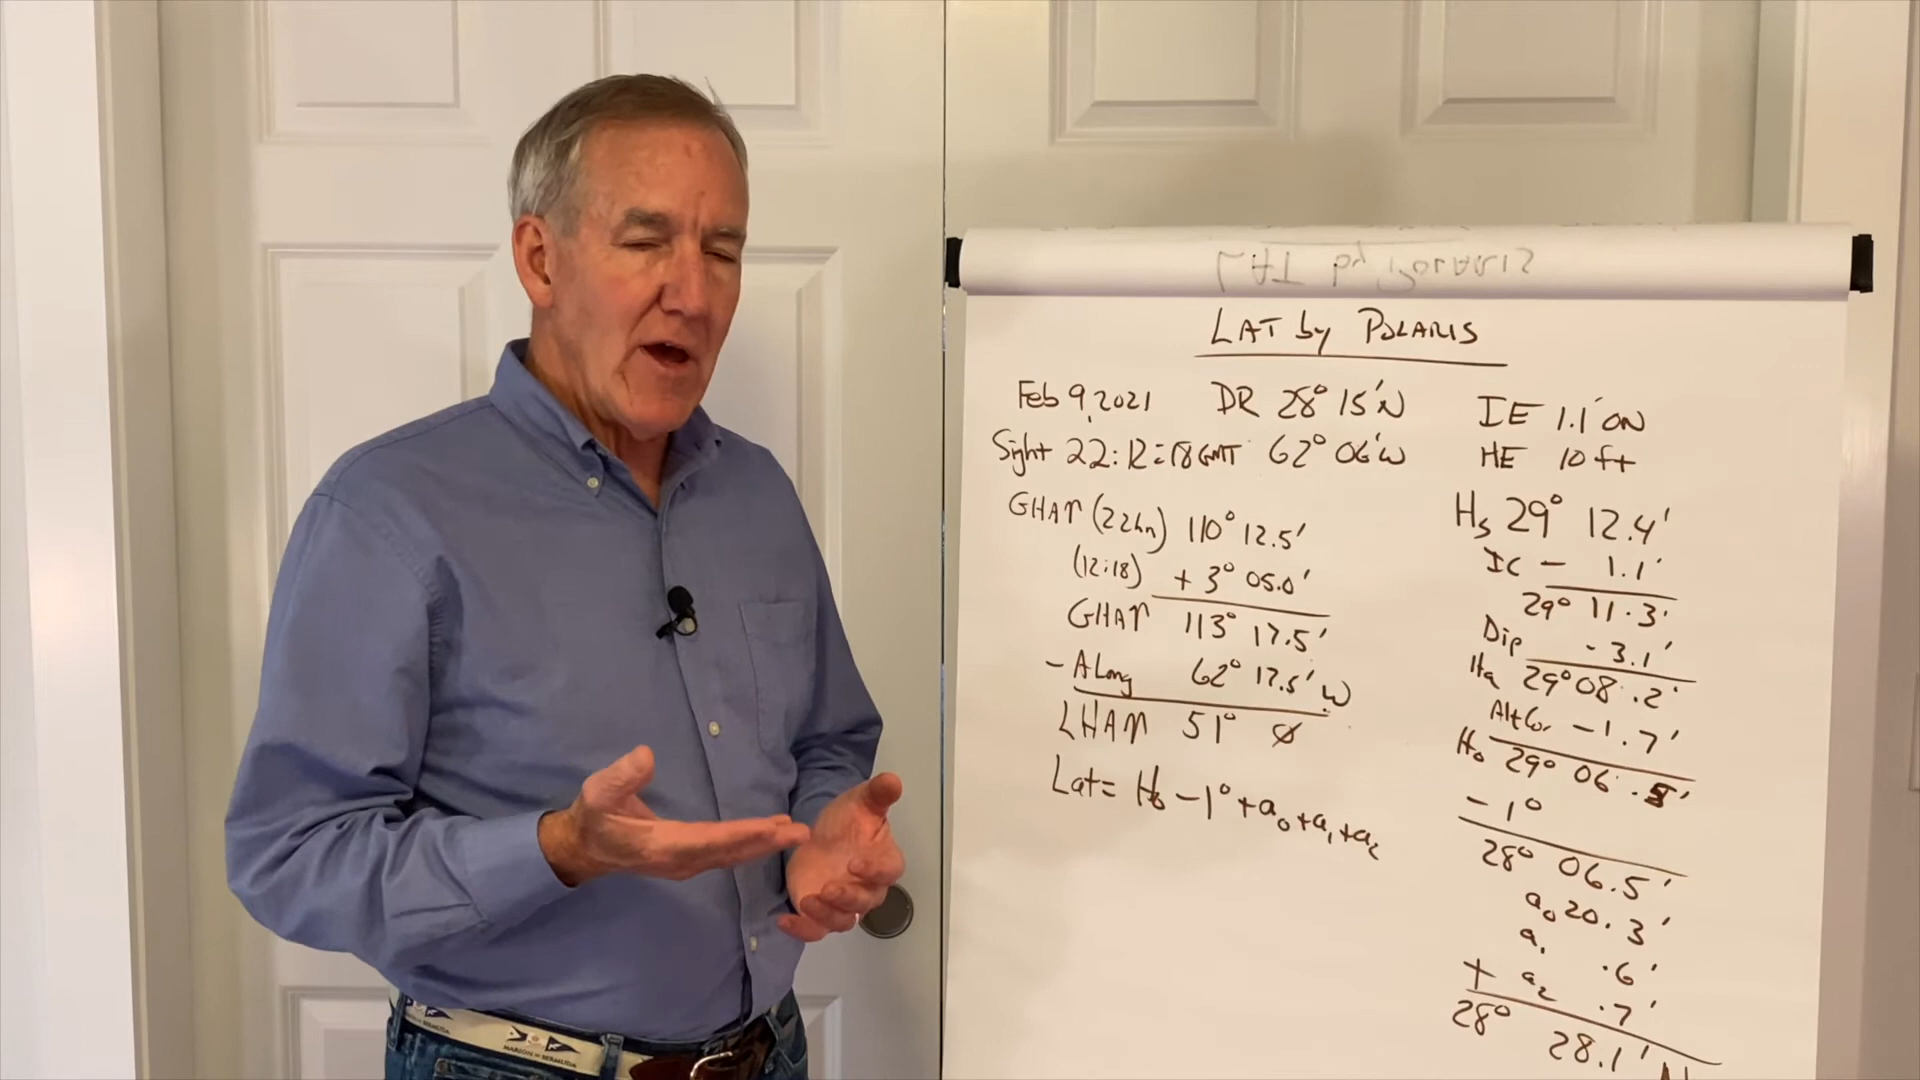 LAT by POLARIS
Feb 9, 2021 DR 28° 15'N
Sight 22:12:18 GMT 62° 06'W
GHA♈ (22hr) 110° 12.5'
(12:18) + 3° 05.0'
GHA♈ 113° 17.5'
- A Long 62° 17.5' W
LHA♈ 51° Ø
Lat = Ho - 1° + a₀ + a₁ + a₂
IE 1.1' ON
HE 10 ft
Hs 29° 12.4'
IC - 1.1'
29° 11.3'
Dip - 3.1'
Ha 29° 08.2'
Alt Cor - 1.7'
Ho 29° 06.5'
- 1°
28° 06.5'
a₀ 20.3'
a₁ .6'
+ a₂ .7'
28° 28.1' N
MARION BERMUDA